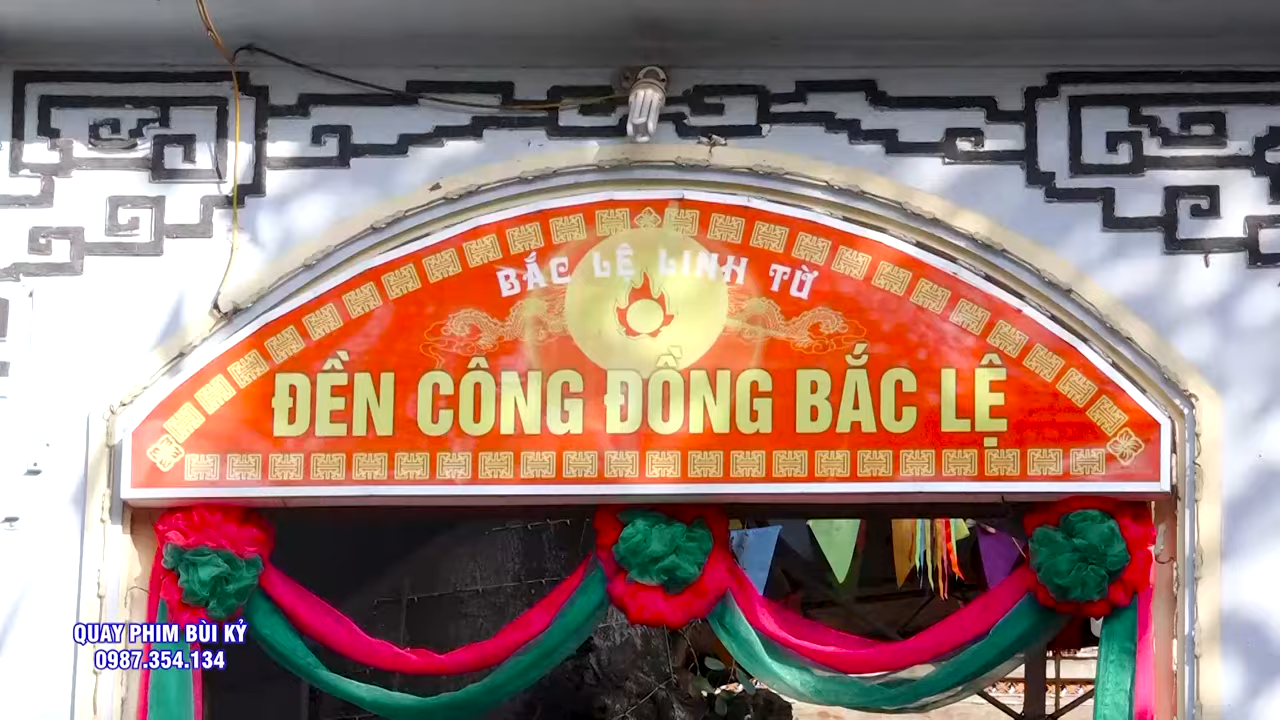 BẮC LỆ LINH TỪ
ĐỀN CÔNG ĐỒNG BẮC LỆ
QUAY PHIM BÙI KỶ
0987.354.134